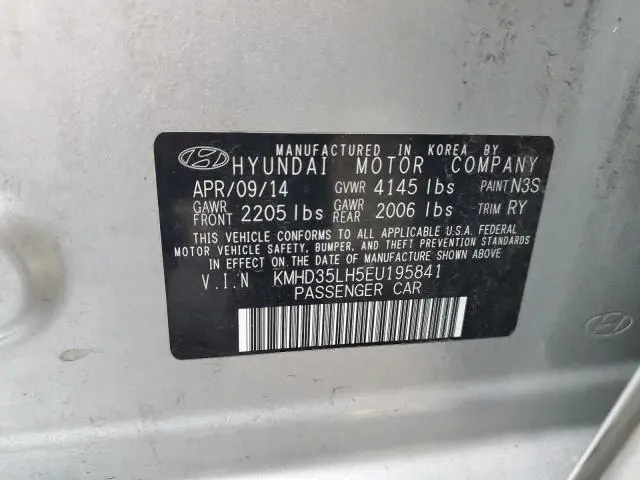 MANUFACTURED IN KOREA BY
HYUNDAI MOTOR COMPANY
APR/09/14 GVWR 4145 lbs PAINT N3S
GAWR FRONT 2205 lbs GAWR REAR 2006 lbs TRIM RY
THIS VEHICLE CONFORMS TO ALL APPLICABLE U.S.A. FEDERAL
MOTOR VEHICLE SAFETY, BUMPER, AND THEFT PREVENTION STANDARDS
IN EFFECT ON THE DATE OF MANUFACTURE SHOWN ABOVE
V.I.N KMHD35LH5EU195841
PASSENGER CAR